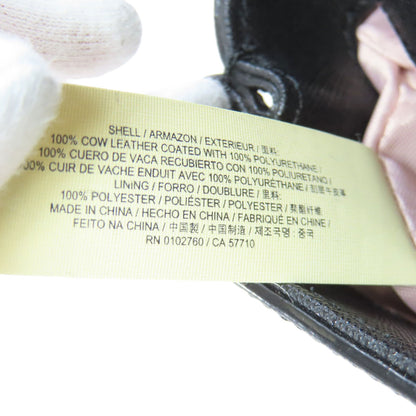 SHELL / ARMAZON / EXTERIEUR / 面料:
100% COW LEATHER COATED WITH 100% POLYURETHANE /
100% CUERO DE VACA RECUBIERTO CON 100% POLIURETANO /
100% CUIR DE VACHE ENDUIT AVEC 100% POLYURÉTHANE /
LINING / FORRO / DOUBLURE / 里料:
100% POLYESTER / POLIÉSTER / POLYESTER / 聚酯纤维
MADE IN CHINA / HECHO EN CHINA / FABRIQUÉ EN CHINE /
FEITO NA CHINA / 中国製 / 中国制造 / 제조국명 : 중국
RN 0102760 / CA 57710